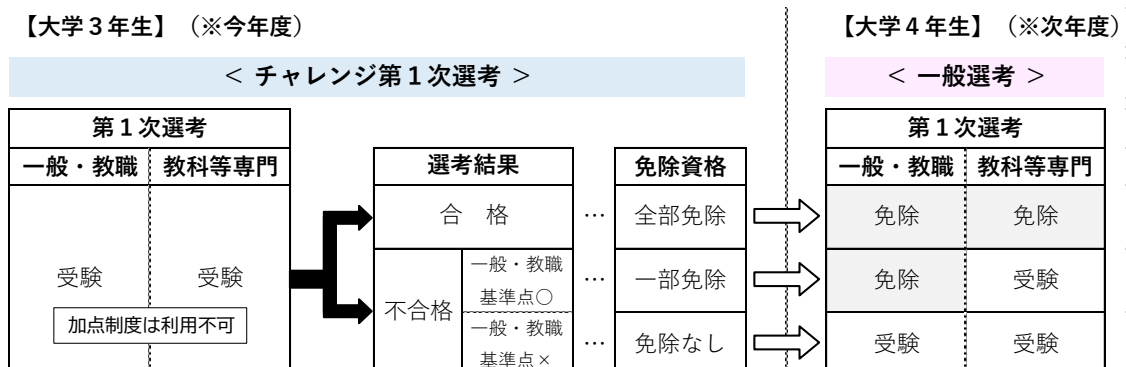 【大学３年生】（※今年度）
【大学４年生】（※次年度）
＜ チャレンジ第１次選考 ＞
＜ 一般選考 ＞
第１次選考
第１次選考
一般・教職 教科等専門
選考結果
免除資格
一般・教職 教科等専門
合 格 … 全部免除
免除 免除
受験 受験
不合格
一般・教職
基準点○
… 一部免除
免除 受験
加点制度は利用不可
一般・教職
基準点×
… 免除なし
受験 受験